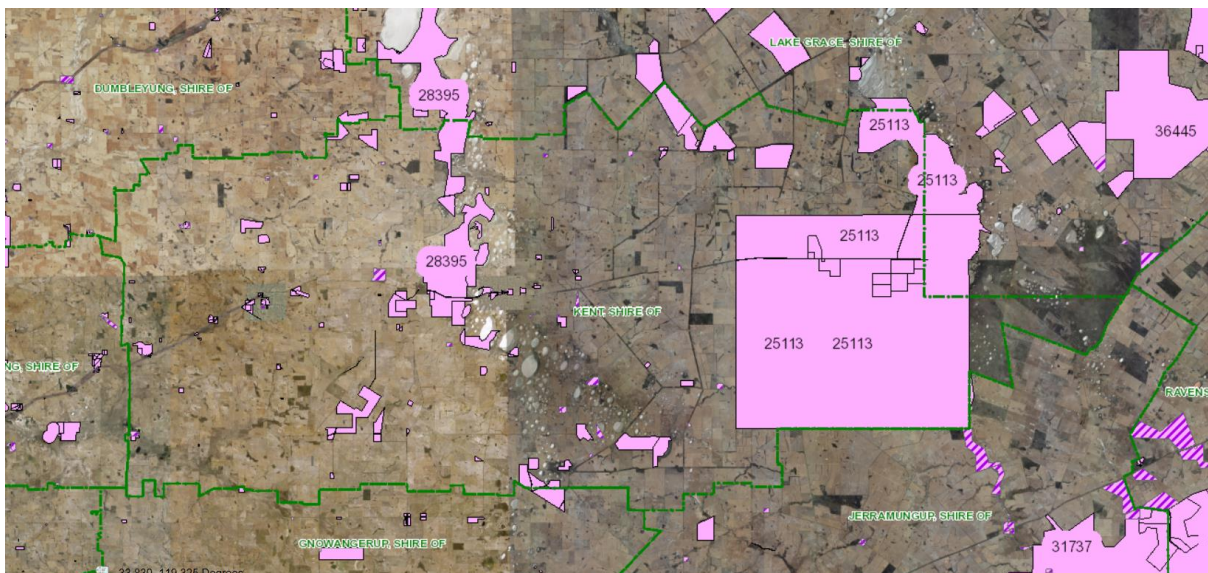 LAKE GRACE, SHIRE OF
DUMBLEYUNG, SHIRE OF
28395
25113
36445
25113
25113
28395
KENT, SHIRE OF
25113
25113
NG, SHIRE OF
RAVENS
JERRAMUNGUP, SHIRE OF
GNOWANGERUP, SHIRE OF
31737